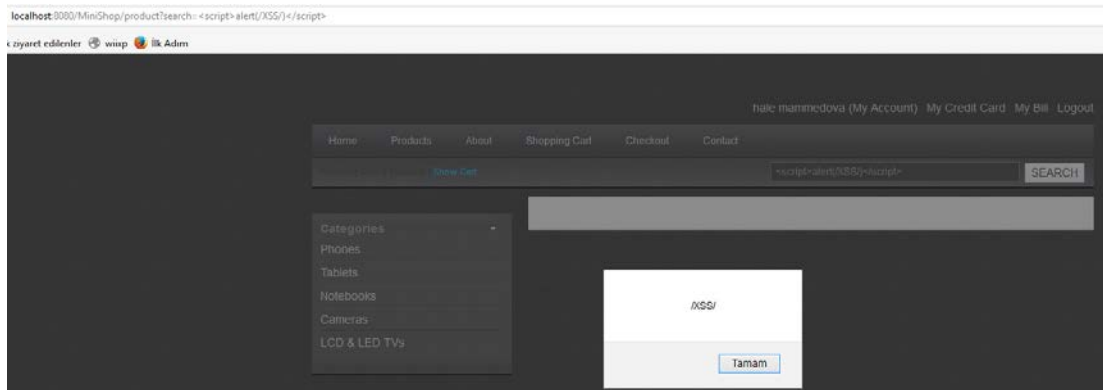 localhost:8080/MiniShop/product?search=<script>alert(/XSS/)</script>
k ziyaret edilenler wiixp İlk Adım
hale mammedova (My Account) My Credit Card My Bill Logout
Home Products About Shopping Cart Checkout Contact
Show Cart <script>alert(/XSS/)</script> SEARCH
Categories -
Phones
Tablets
Notebooks
Cameras
LCD & LED TVs
/XSS/
Tamam